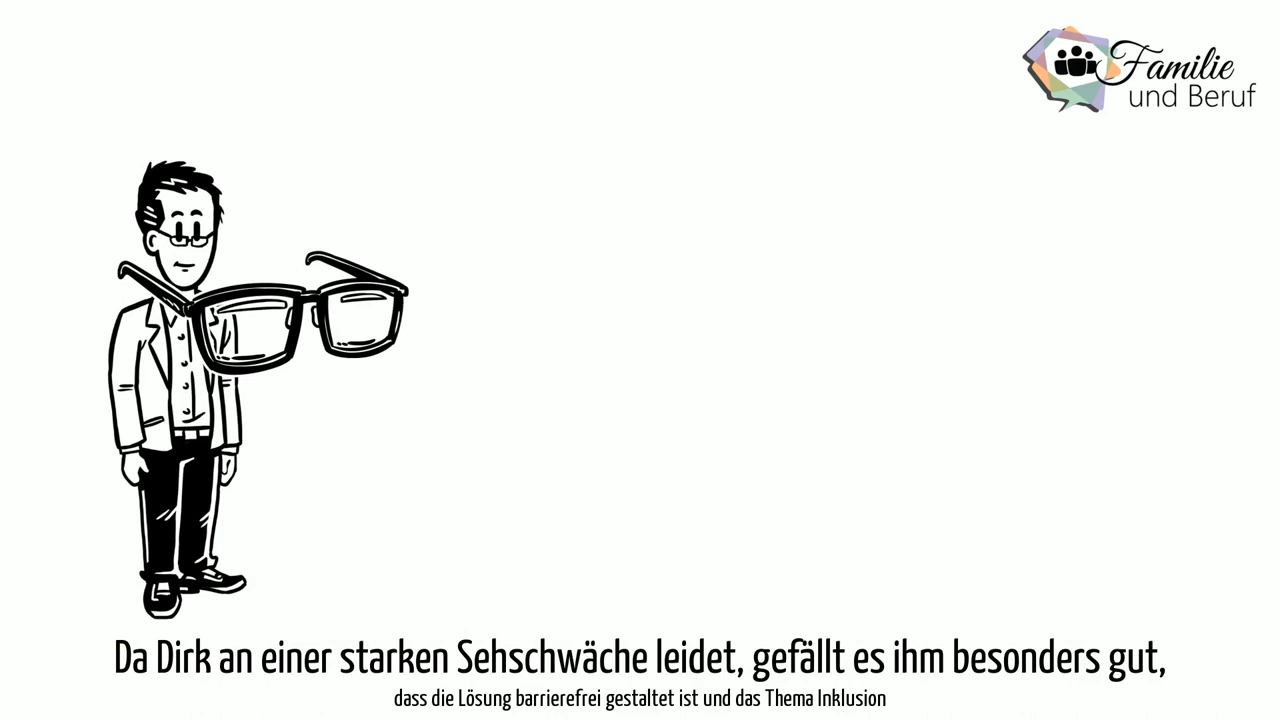 Familie
und Beruf
Da Dirk an einer starken Sehschwäche leidet, gefällt es ihm besonders gut,
dass die Lösung barrierefrei gestaltet ist und das Thema Inklusion